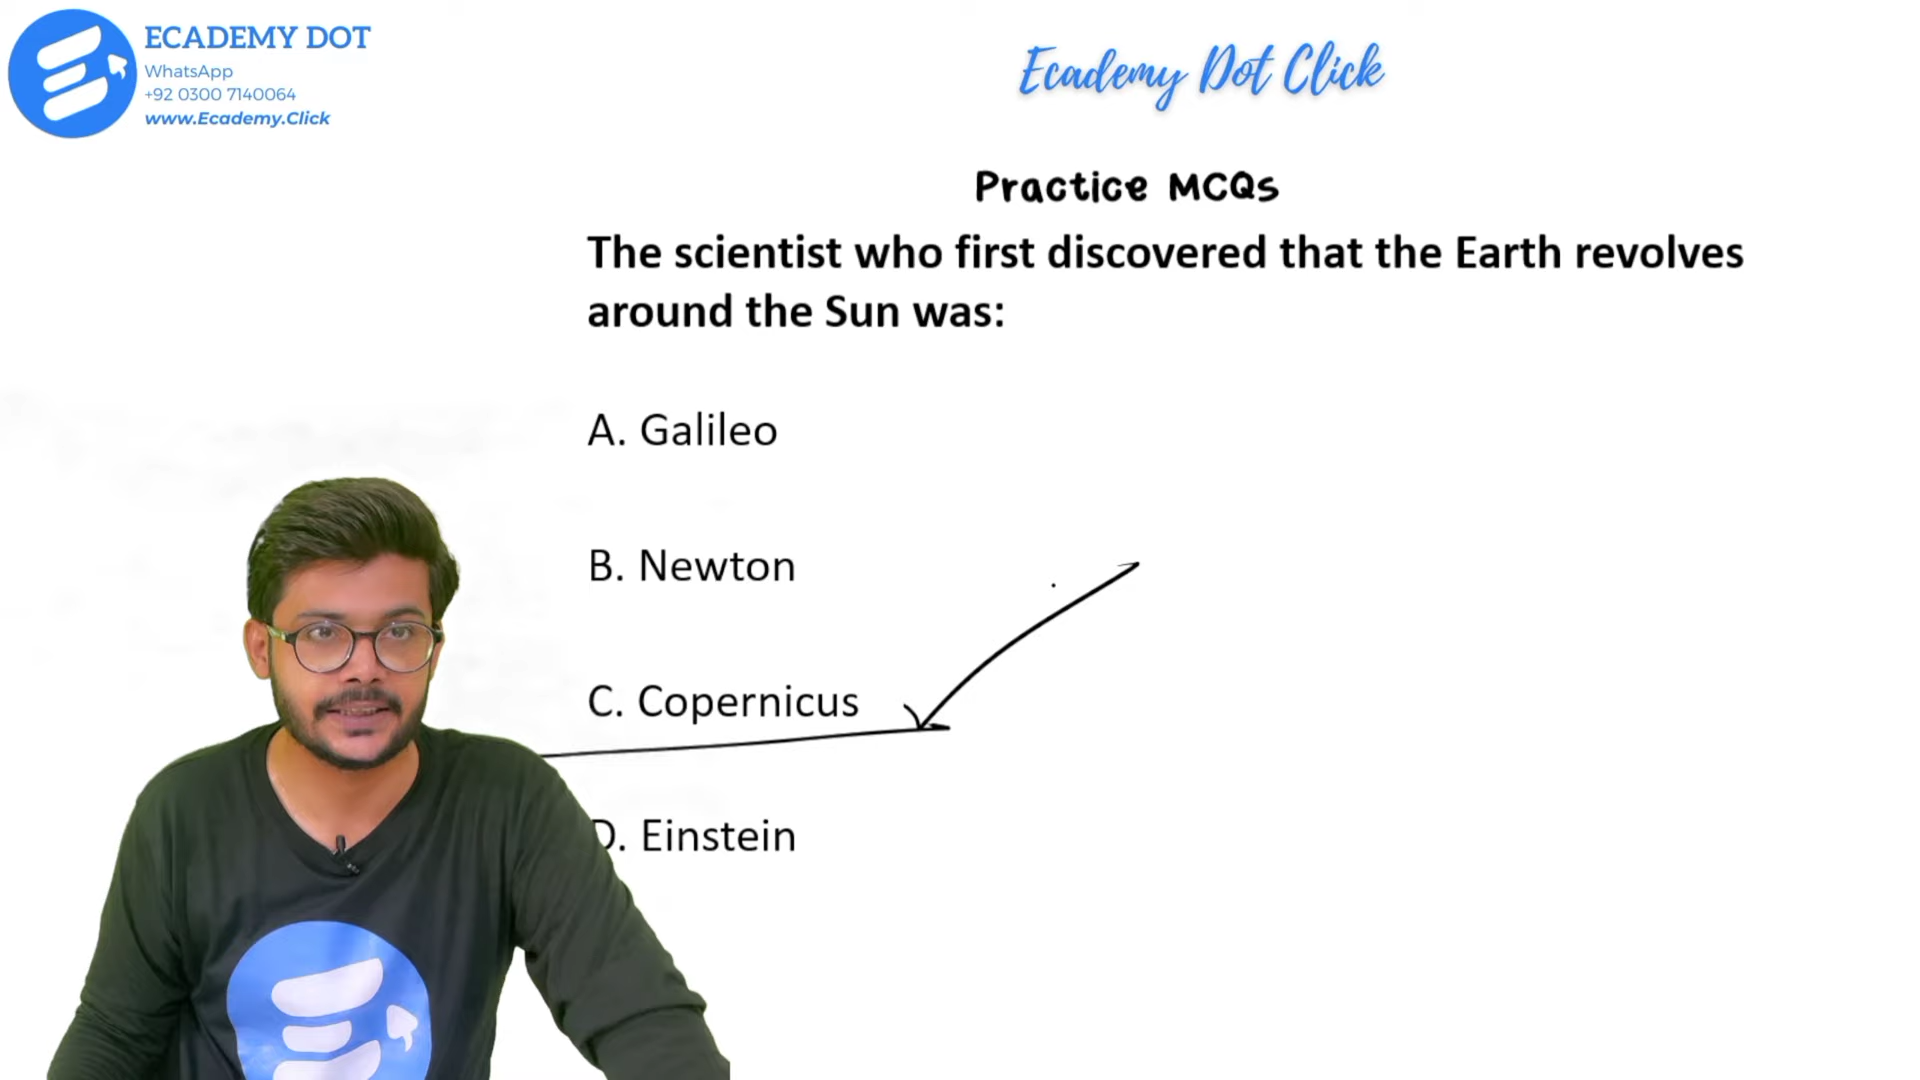 ECADEMY DOT
WhatsApp
+92 0300 7140064
www.Ecademy.Click
Ecademy Dot Click
Practice MCQs
The scientist who first discovered that the Earth revolves
around the Sun was:
A. Galileo
B. Newton
C. Copernicus
D. Einstein